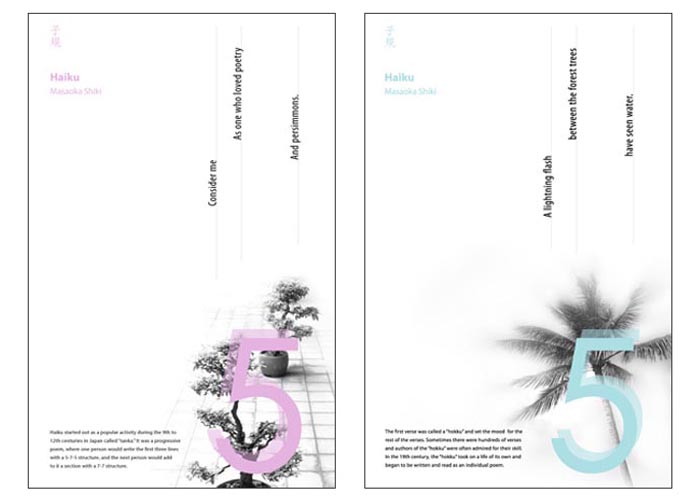 子
規
Haiku
Masaoka Shiki
Consider me
As one who loved poetry
And persimmons.
5
Haiku started out as a popular activity during the 9th to
12th centuries in Japan called "tanka." It was a progressive
poem, where one person would write the first three lines
with a 5-7-5 structure, and the next person would add
to it a section with a 7-7 structure.
子
規
Haiku
Masaoka Shiki
A lightning flash
between the forest trees
have seen water.
5
The first verse was called a "hokku" and set the mood for the
rest of the verses. Sometimes there were hundreds of verses
and authors of the "hokku" were often admired for their skill.
In the 19th century, the "hokku" took on a life of its own and
began to be written and read as an individual poem.